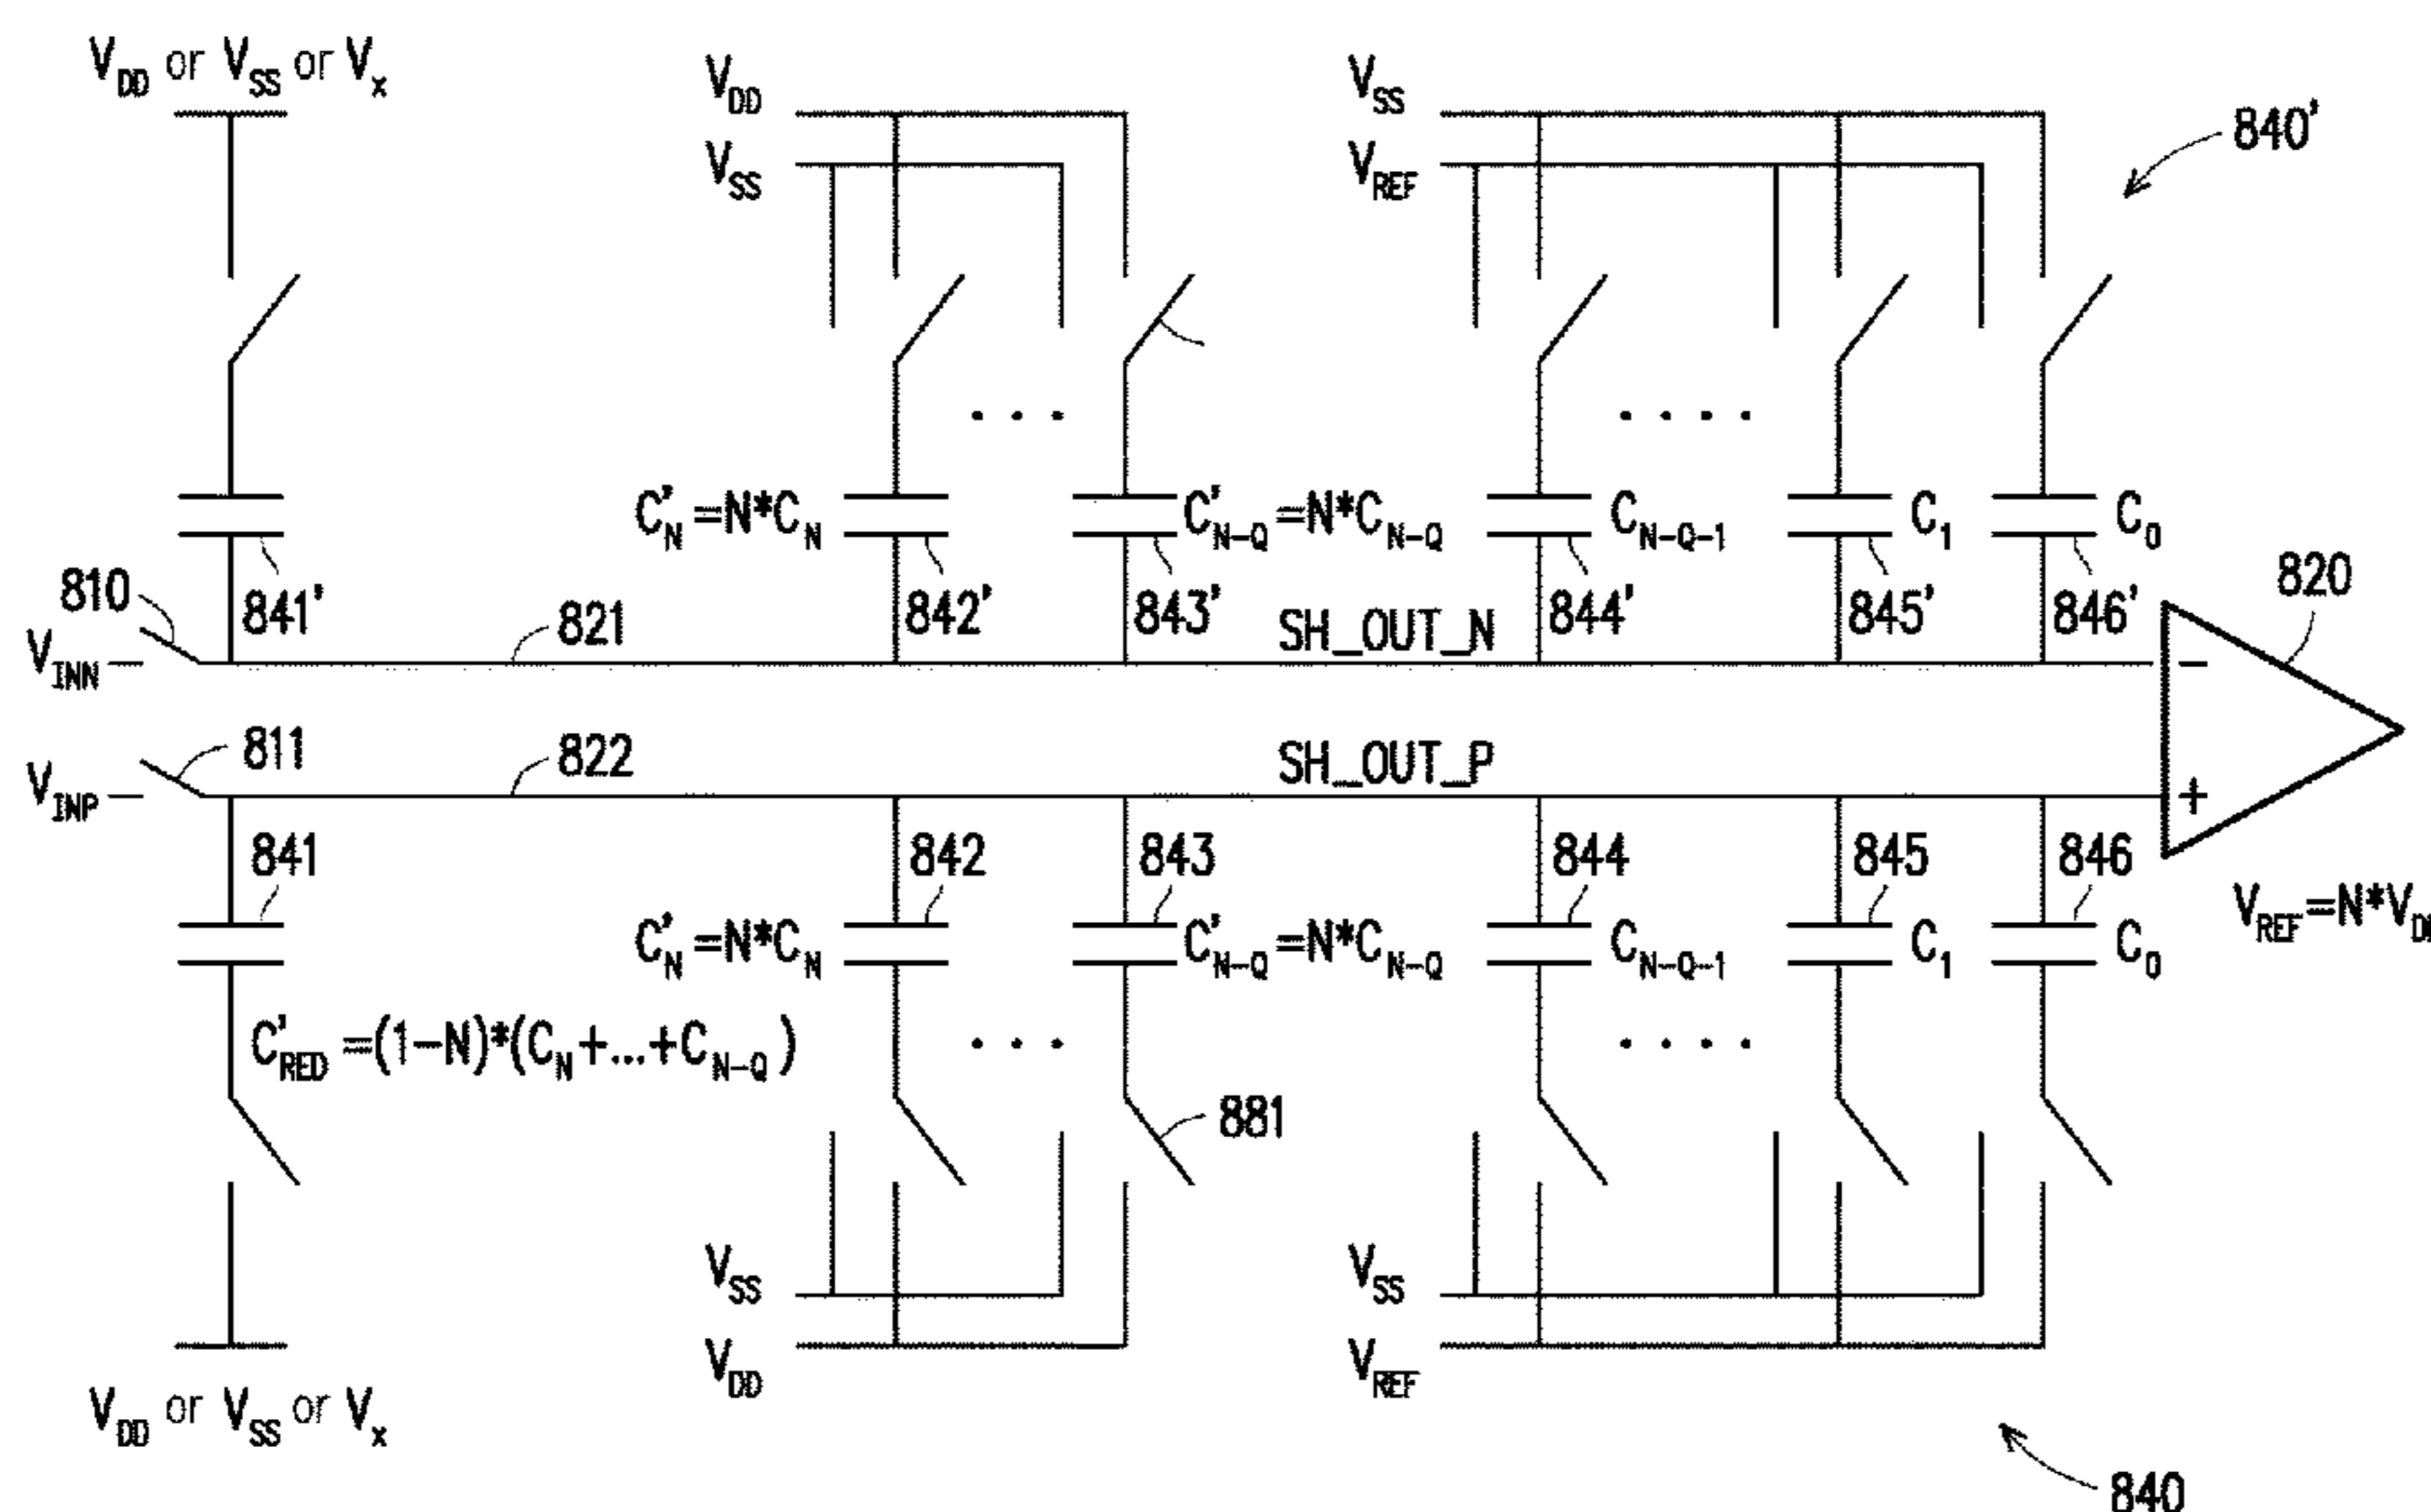 V_DD or V_SS or V_x
V_DD
V_SS
V_SS
V_REF
840'
C'_N=N*C_N
C'_N-Q=N*C_N-Q
C_N-Q-1
C_1
C_0
810
841'
821
842'
843'
SH_OUT_N
844'
845'
846'
820
V_INN
−
811
822
SH_OUT_P
V_INP
+
841
842
843
844
845
846
C'_N=N*C_N
C'_N-Q=N*C_N-Q
C_N-Q-1
C_1
C_0
V_REF=N*V_D
C'_RED=(1-N)*(C_N+...+C_N-Q)
881
V_SS
V_DD
V_SS
V_REF
V_DD or V_SS or V_x
840